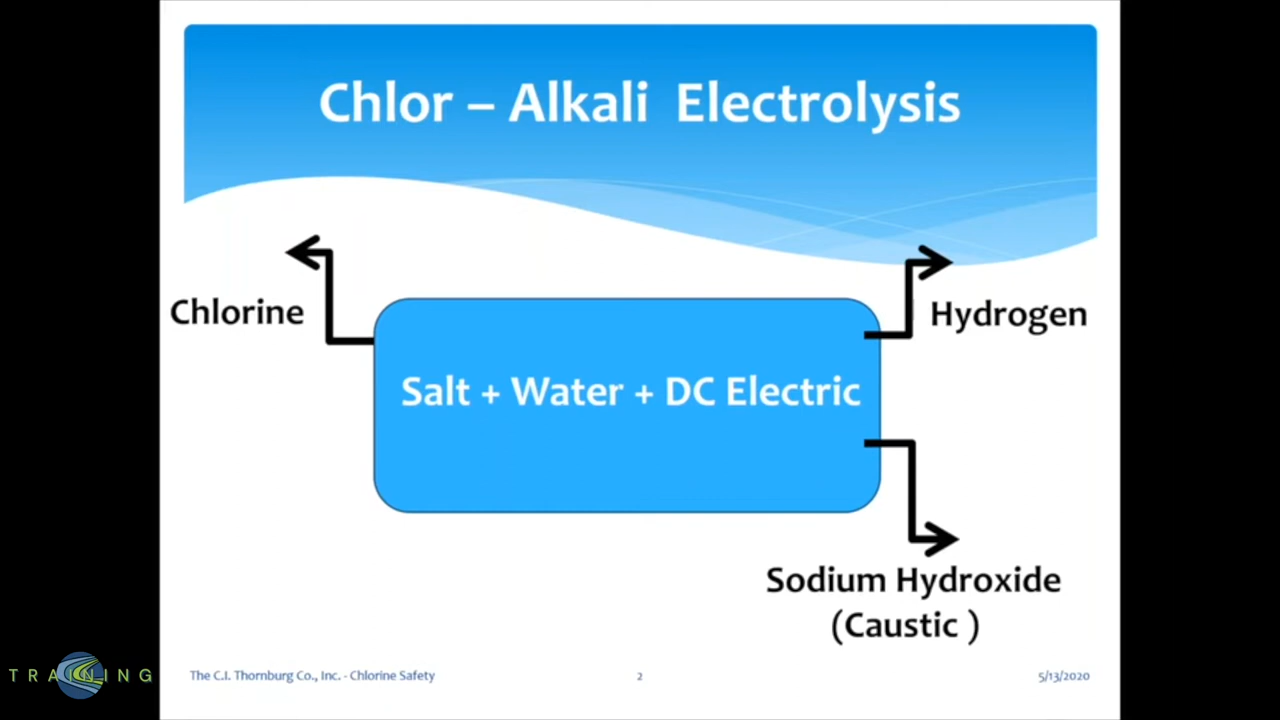 Chlor – Alkali Electrolysis
Chlorine
Hydrogen
Salt + Water + DC Electric
Sodium Hydroxide
(Caustic )
TRAINING
The C.I. Thornburg Co., Inc. - Chlorine Safety
2
5/13/2020